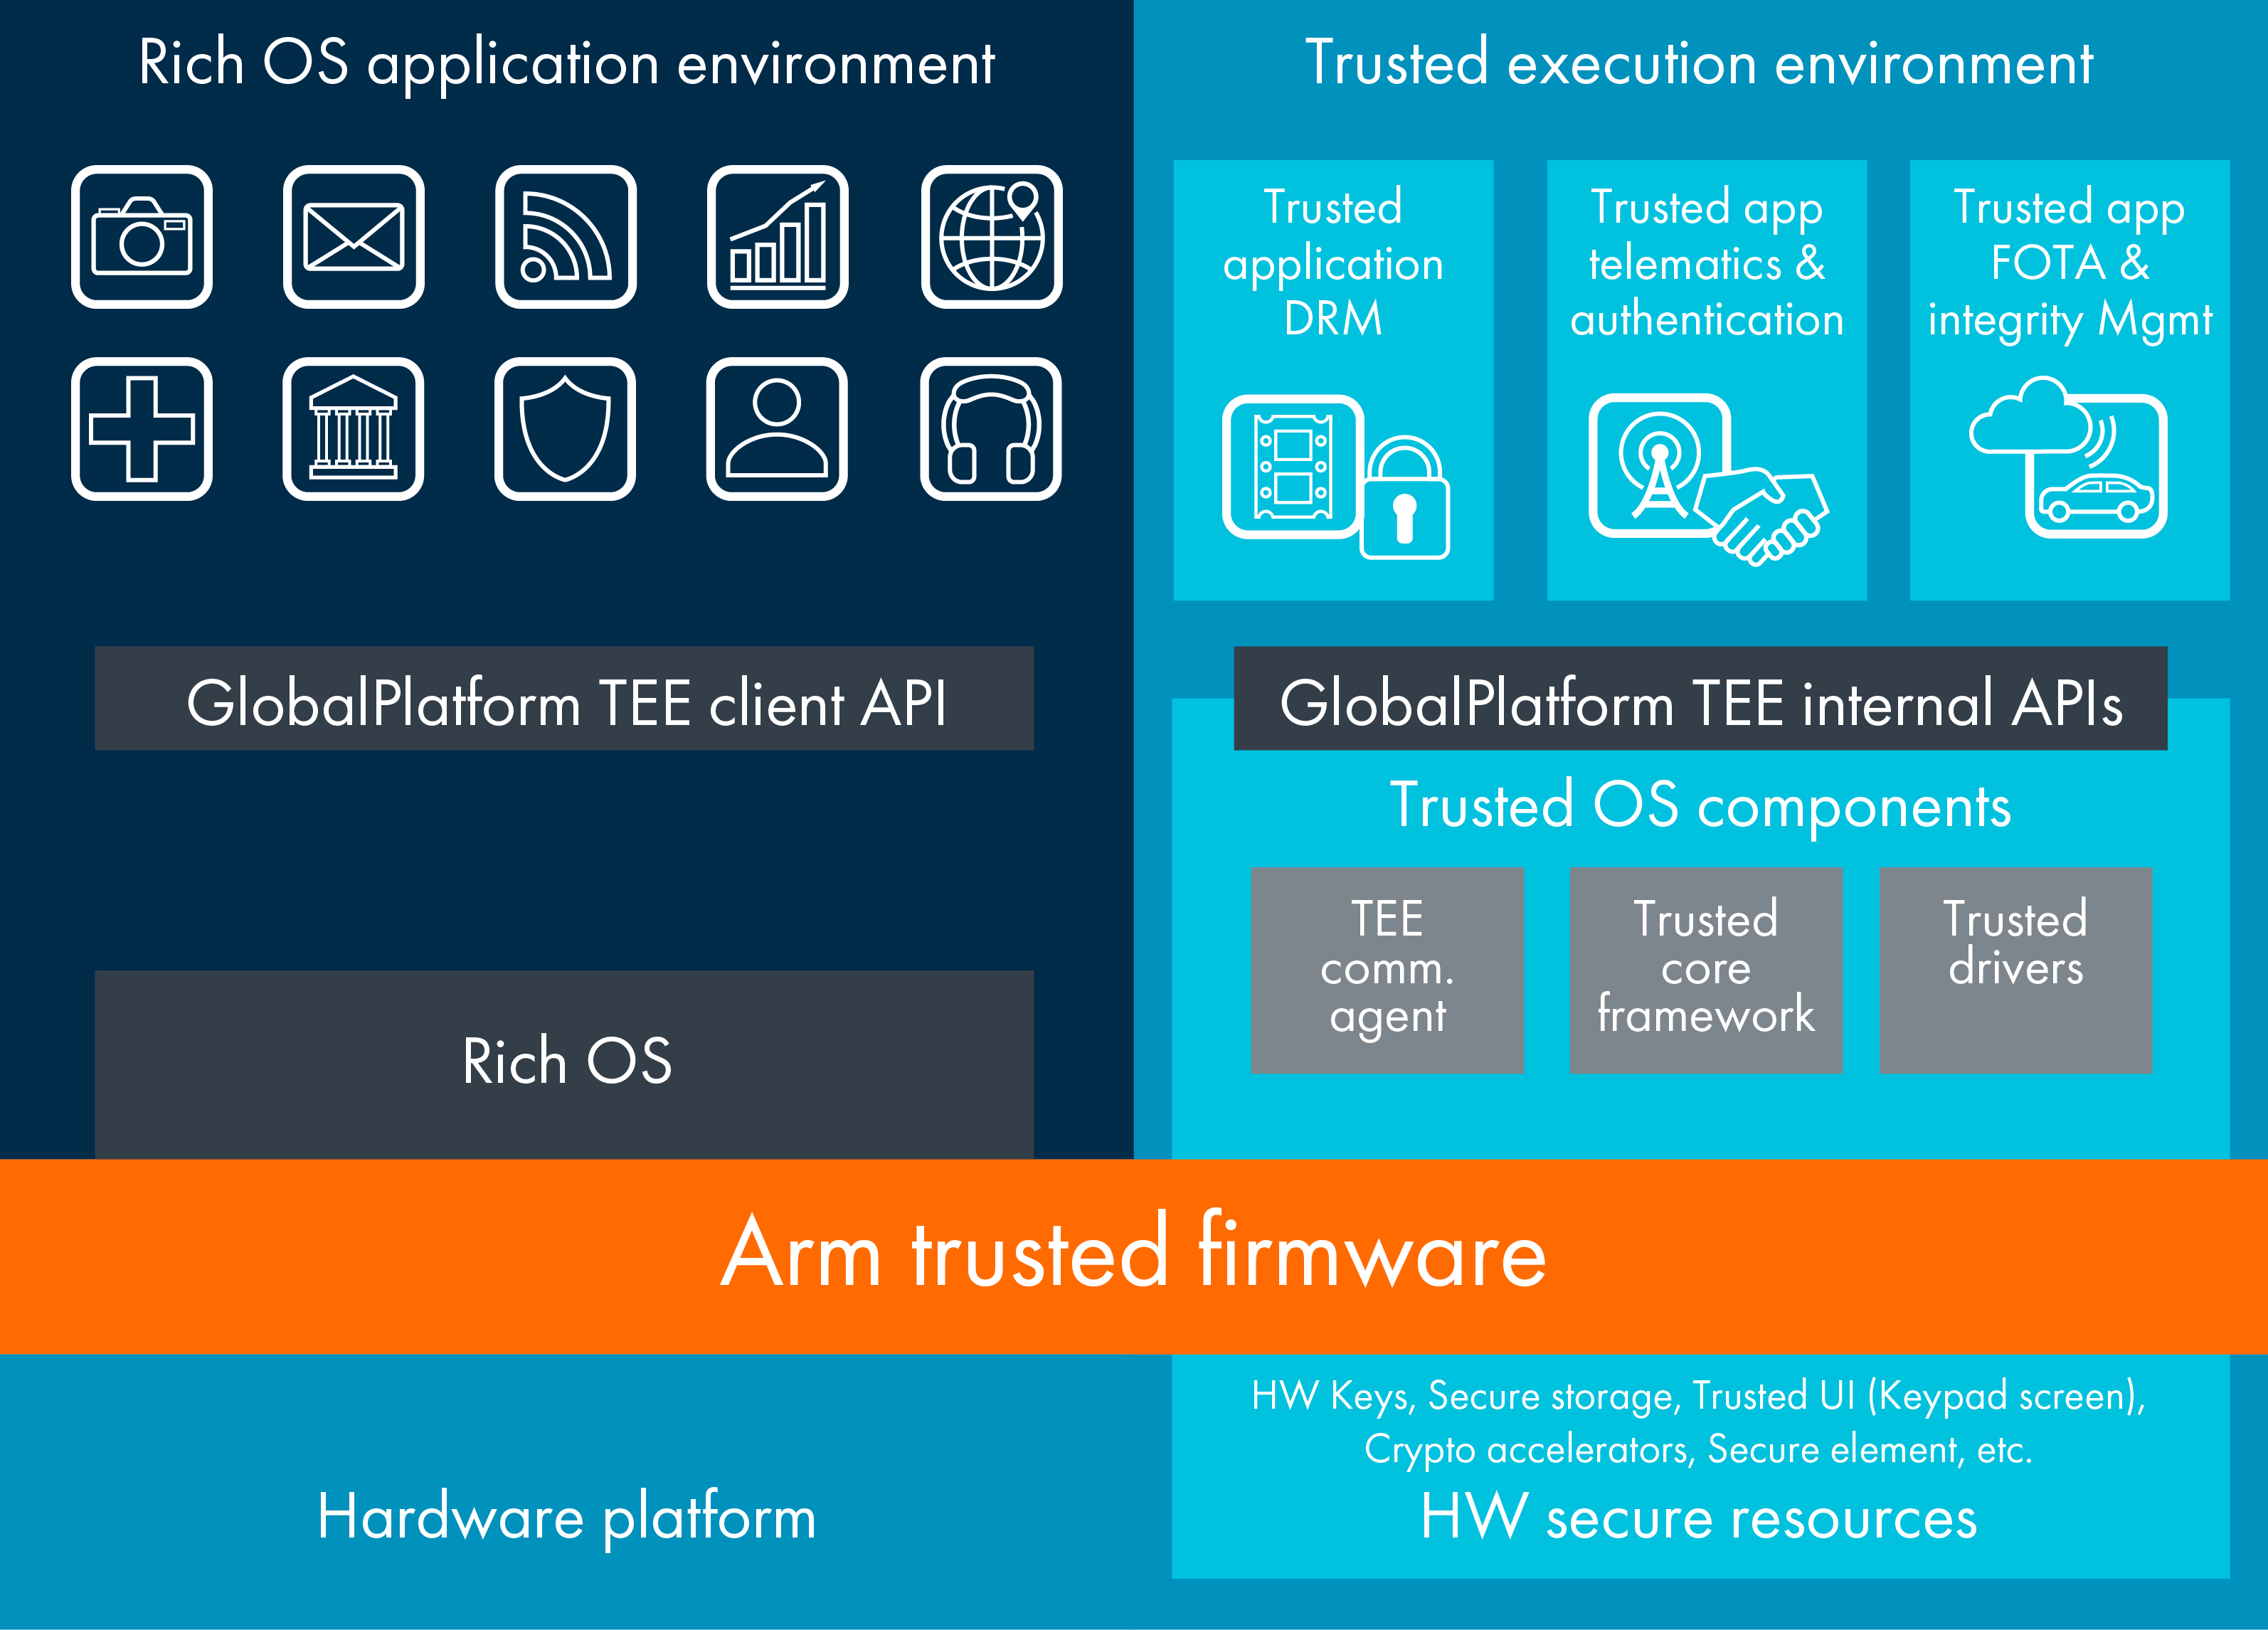 Rich OS application environment
Trusted execution environment
Trusted
application
DRM
Trusted app
telematics &
authentication
Trusted app
FOTA &
integrity Mgmt
GlobalPlatform TEE client API
GlobalPlatform TEE internal APIs
Trusted OS components
TEE
comm.
agent
Trusted
core
framework
Trusted
drivers
Rich OS
Arm trusted firmware
Hardware platform
HW Keys, Secure storage, Trusted UI (Keypad screen),
Crypto accelerators, Secure element, etc.
HW secure resources